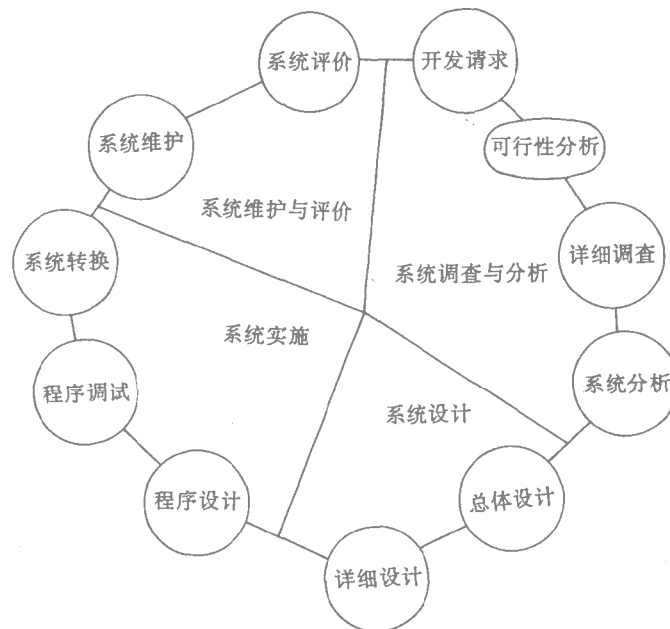 系统评价
开发请求
系统维护
可行性分析
系统维护与评价
系统转换
详细调查
系统调查与分析
系统实施
程序调试
系统分析
系统设计
程序设计
总体设计
详细设计